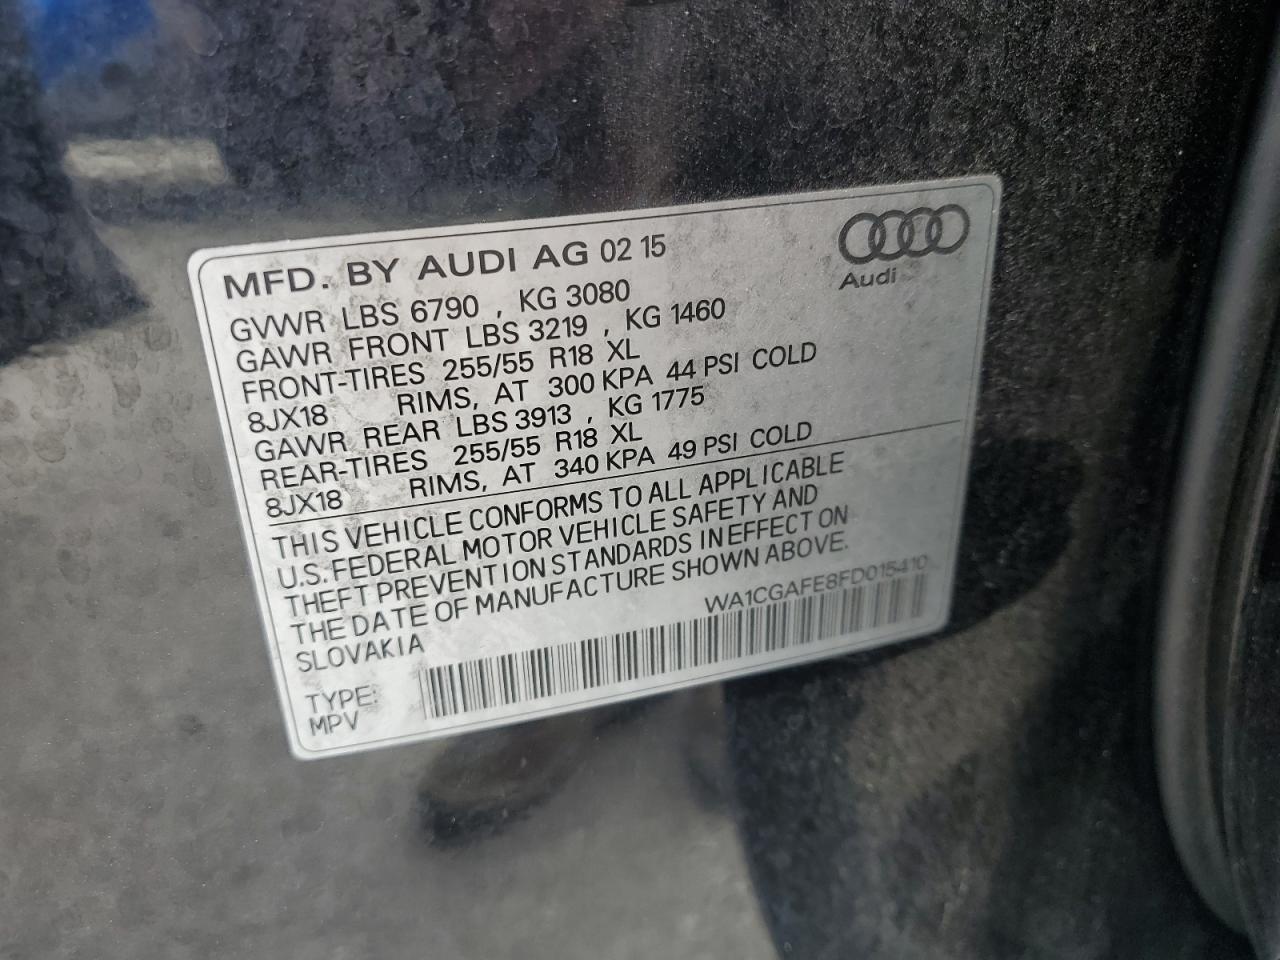 MFD. BY AUDI AG 02 15
Audi
GVWR LBS 6790 , KG 3080
GAWR FRONT LBS 3219 , KG 1460
FRONT-TIRES 255/55 R18 XL
8JX18 RIMS, AT 300 KPA 44 PSI COLD
GAWR REAR LBS 3913 , KG 1775
REAR-TIRES 255/55 R18 XL
8JX18 RIMS, AT 340 KPA 49 PSI COLD
THIS VEHICLE CONFORMS TO ALL APPLICABLE
U.S. FEDERAL MOTOR VEHICLE SAFETY AND
THEFT PREVENTION STANDARDS IN EFFECT ON
THE DATE OF MANUFACTURE SHOWN ABOVE.
SLOVAKIA
WA1CGAFE8FD015410
TYPE:
MPV